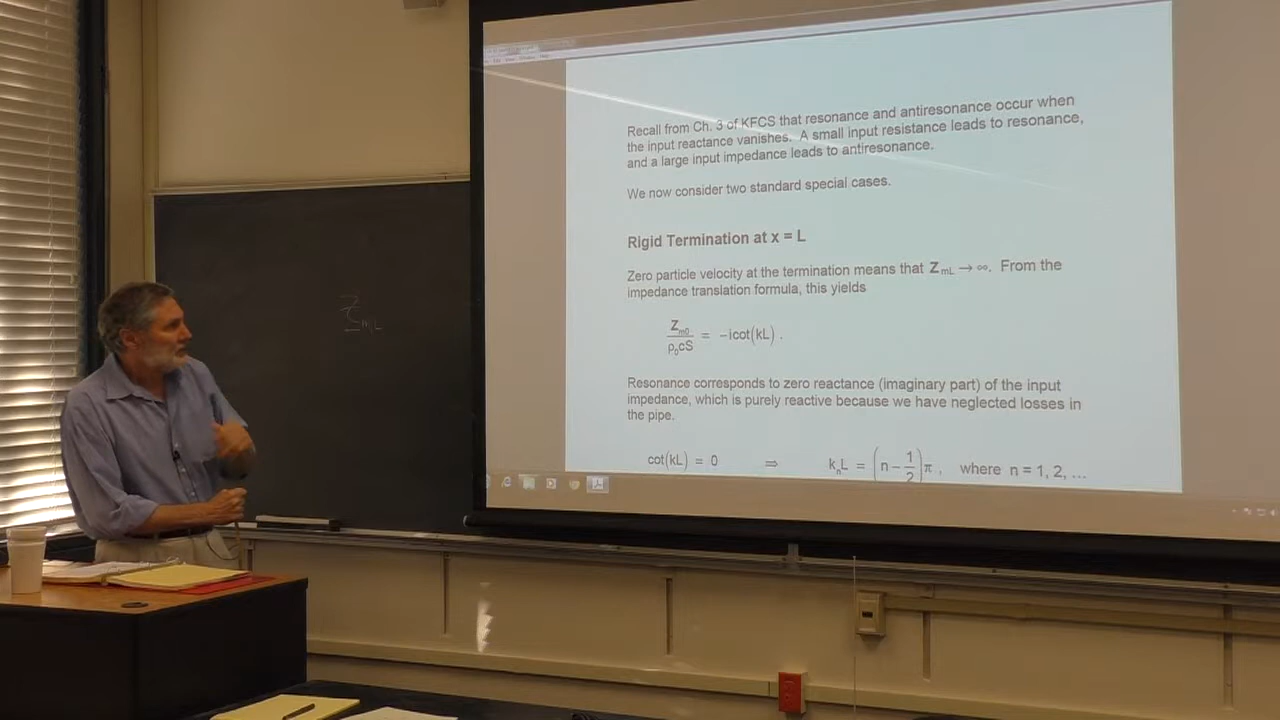 Recall from Ch. 3 of KFCS that resonance and antiresonance occur when
the input reactance vanishes. A small input resistance leads to resonance,
and a large input impedance leads to antiresonance.
We now consider two standard special cases.
Rigid Termination at x = L
Zero particle velocity at the termination means that Z_mL → ∞. From the
impedance translation formula, this yields
Z_m0 / ρ₀cS = −icot(kL) .
Resonance corresponds to zero reactance (imaginary part) of the input
impedance, which is purely reactive because we have neglected losses in
the pipe.
cot(kL) = 0 ⇒ kₙL = (n − 1/2)π , where n = 1, 2, ...
Z_mL